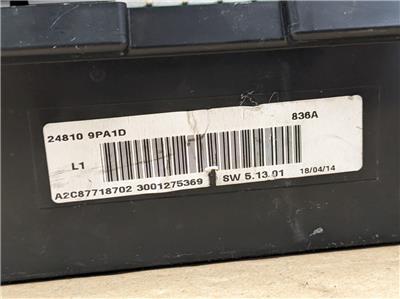 24810 9PA1D 836A
L1
A2C87718702 3001275369 SW 5.13.01 18/04/14